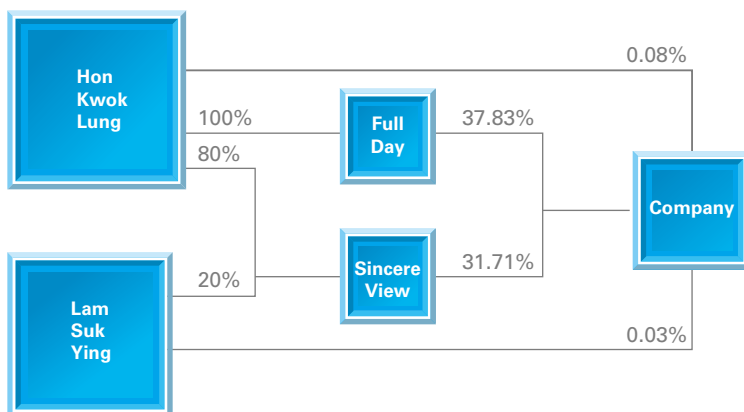 0.08%
Hon
Kwok
Lung
100%
Full
Day
37.83%
80%
Company
Sincere
View
31.71%
20%
Lam
Suk
Ying
0.03%